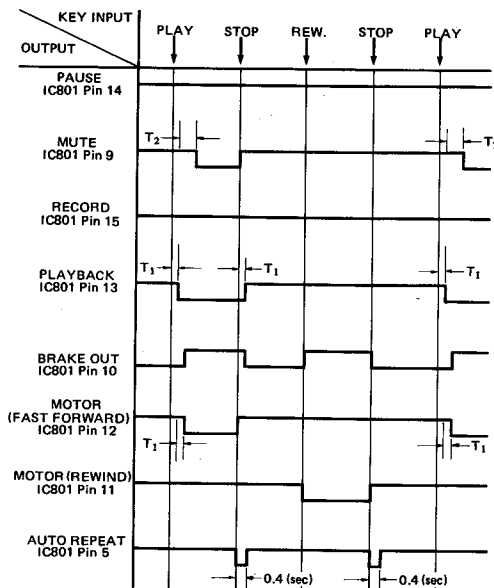 KEY INPUT
OUTPUT
PLAY STOP REW. STOP PLAY
PAUSE
IC801 Pin 14
T2 T2
MUTE
IC801 Pin 9
RECORD
IC801 Pin 15
T1 T1 T1
PLAYBACK
IC801 Pin 13
BRAKE OUT
IC801 Pin 10
MOTOR
(FAST FORWARD)
IC801 Pin 12
T1 T1
MOTOR (REWIND)
IC801 Pin 11
AUTO REPEAT
IC801 Pin 5
0.4 (sec) 0.4 (sec)